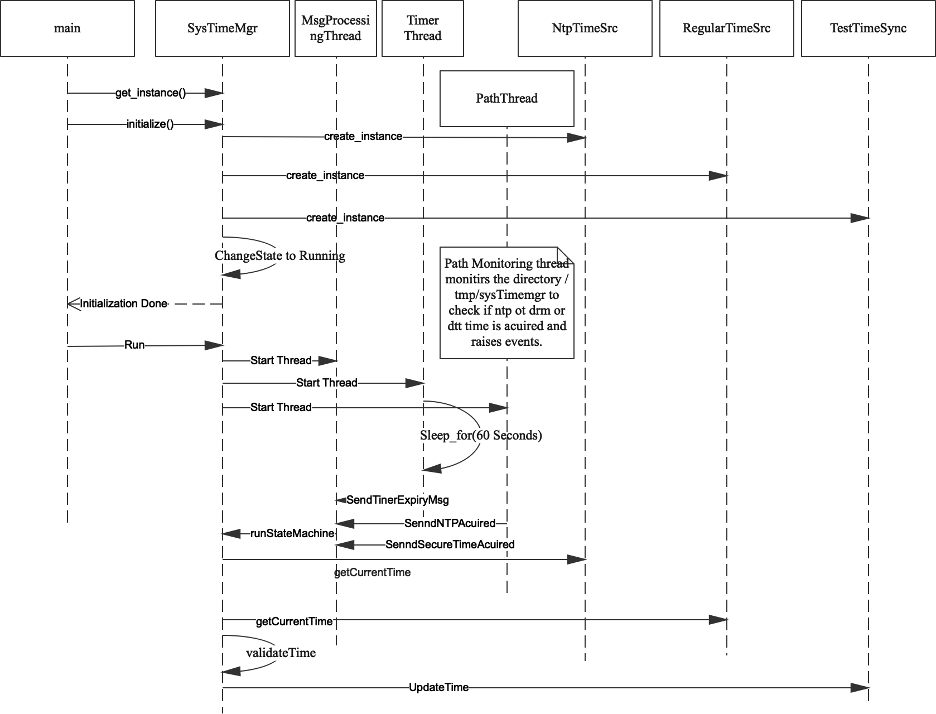 main
SysTimeMgr
MsgProcessi
ngThread
Timer
Thread
NtpTimeSrc
RegularTimeSrc
TestTimeSync
PathThread
get_instance()
initialize()
create_instance
create_instance
create_instance
ChangeState to Running
Path Monitoring thread
monitirs the directory /
tmp/sysTimemgr to
check if ntp ot drm or
dtt time is acuired and
raises events.
Initialization Done
Run
Start Thread
Start Thread
Start Thread
Sleep_for(60 Seconds)
SendTinerExpiryMsg
SenndNTPAcuired
runStateMachine
SenndSecureTimeAcuired
getCurrentTime
getCurrentTime
validateTime
UpdateTime